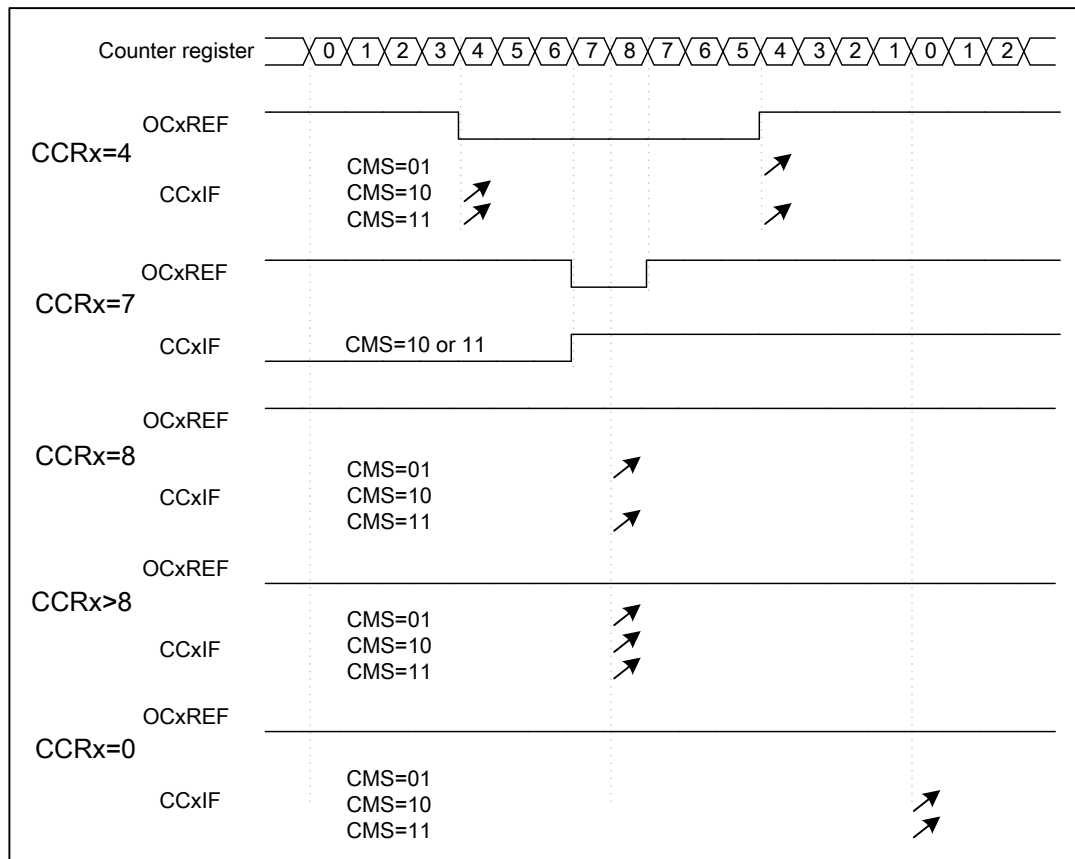 Counter register 0 1 2 3 4 5 6 7 8 7 6 5 4 3 2 1 0 1 2
OCxREF
CCRx=4
CMS=01
CCxIF CMS=10
CMS=11
OCxREF
CCRx=7
CCxIF CMS=10 or 11
OCxREF
CCRx=8
CMS=01
CCxIF CMS=10
CMS=11
OCxREF
CCRx>8
CMS=01
CCxIF CMS=10
CMS=11
OCxREF
CCRx=0
CMS=01
CCxIF CMS=10
CMS=11